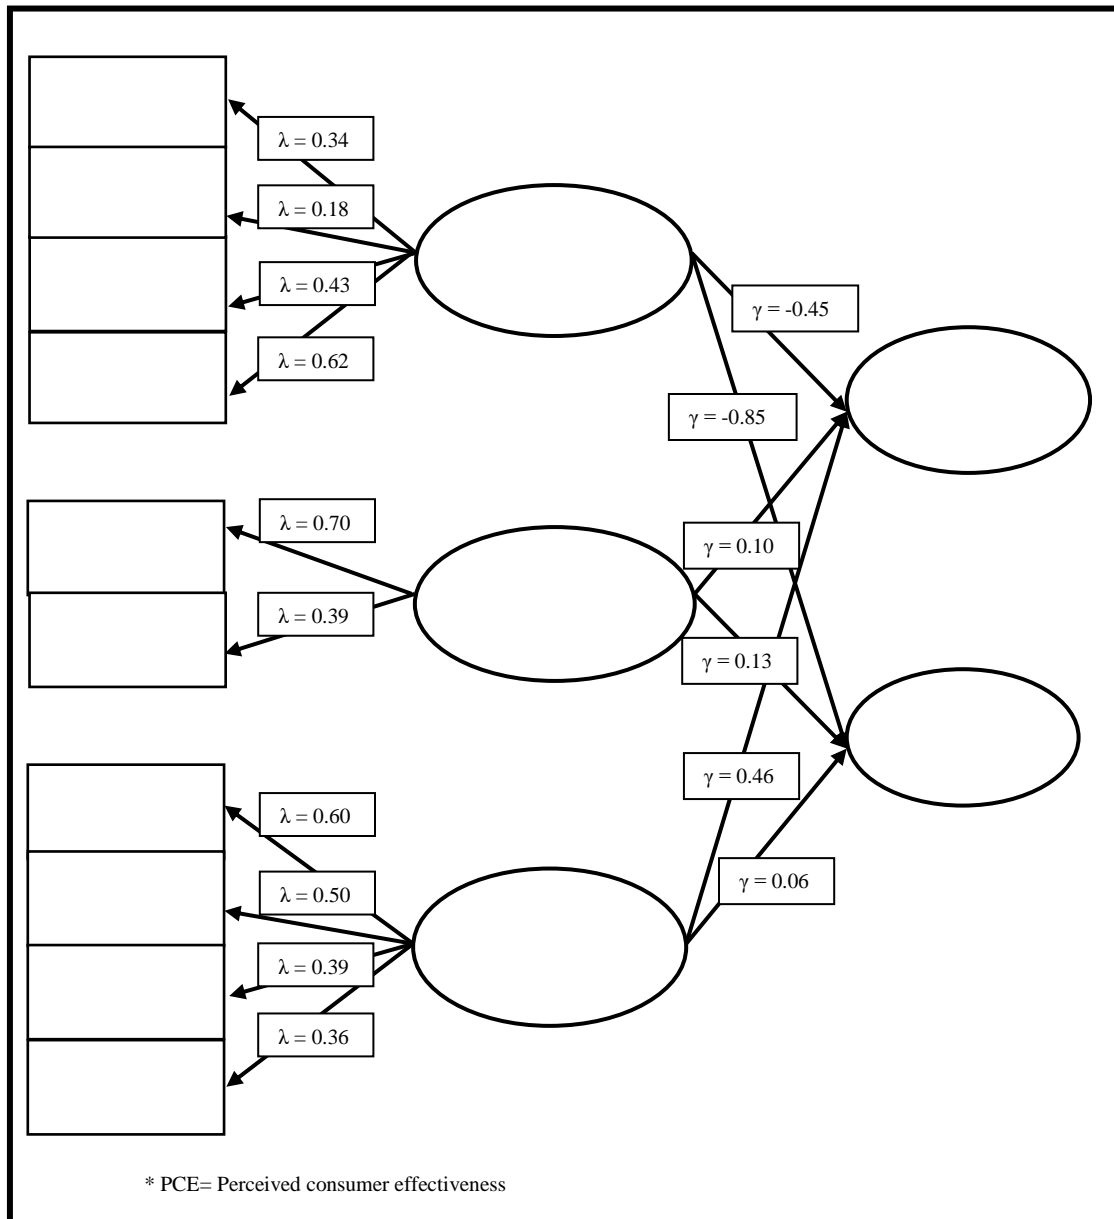 λ = 0.34
λ = 0.18
λ = 0.43
λ = 0.62
γ = -0.45
γ = -0.85
λ = 0.70
λ = 0.39
γ = 0.10
γ = 0.13
γ = 0.46
λ = 0.60
λ = 0.50
λ = 0.39
λ = 0.36
γ = 0.06
* PCE= Perceived consumer effectiveness